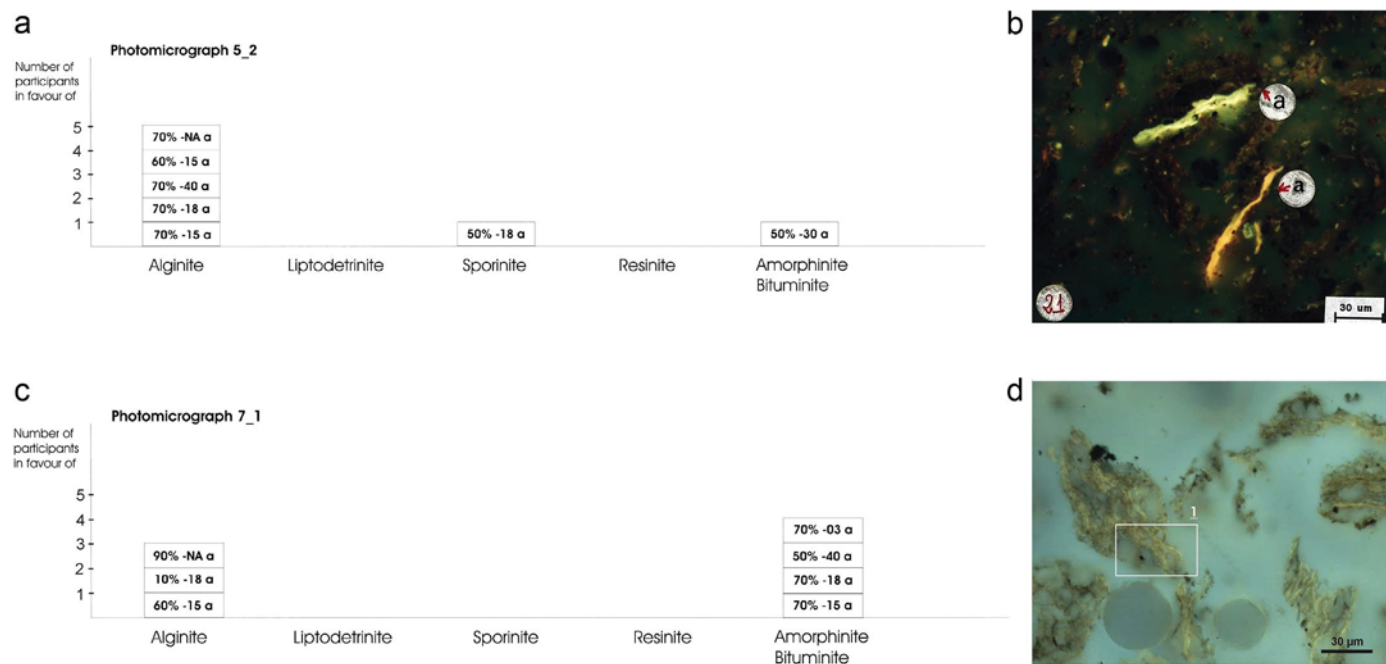 a
Photomicrograph 5_2
Number of
participants
in favour of
5
4
3
2
1
70% -NA a
60% -15 a
70% -40 a
70% -18 a
70% -15 a
50% -18 a
50% -30 a
Alginite
Liptodetrinite
Sporinite
Resinite
Amorphinite
Bituminite
b
a
a
21
30 um
c
Photomicrograph 7_1
Number of
participants
in favour of
5
4
3
2
1
90% -NA a
10% -18 a
60% -15 a
70% -03 a
50% -40 a
70% -18 a
70% -15 a
Alginite
Liptodetrinite
Sporinite
Resinite
Amorphinite
Bituminite
d
1
30 µm